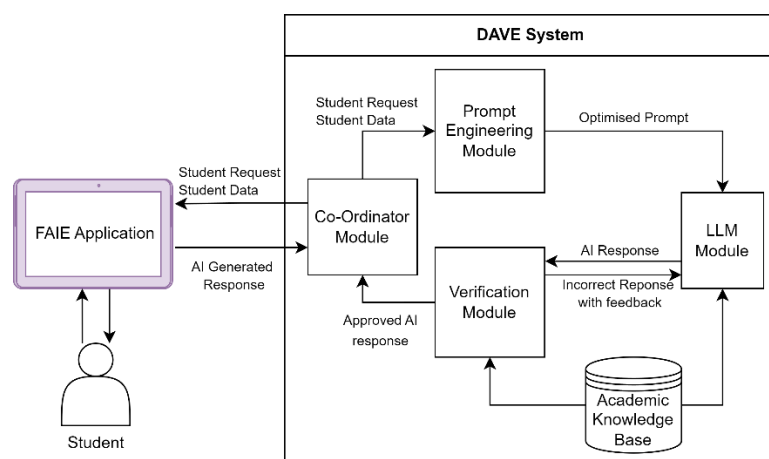 DAVE System
Student Request
Student Data
Prompt
Engineering
Module
Optimised Prompt
Student Request
Student Data
FAIE Application
Co-Ordinator
Module
LLM
Module
AI Generated
Response
AI Response
Verification
Module
Incorrect Reponse
with feedback
Approved AI
response
Academic
Knowledge
Base
Student